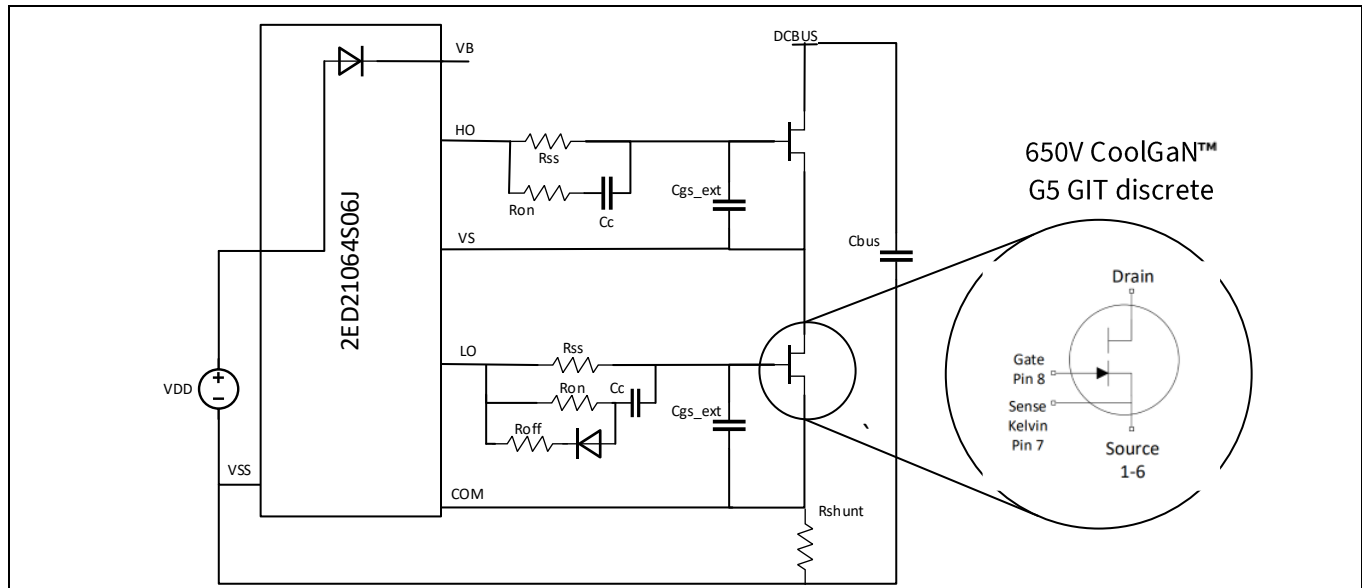 DCBUS
VB
HO
Rss
Ron
Cc
Cgs_ext
VS
Cbus
2ED21064S06J
650V CoolGaN™
G5 GIT discrete
Drain
Gate
Pin 8
Sense
Kelvin
Pin 7
Source
1-6
LO
Rss
Ron
Cc
Roff
Cgs_ext
VDD
+
−
VSS
COM
Rshunt